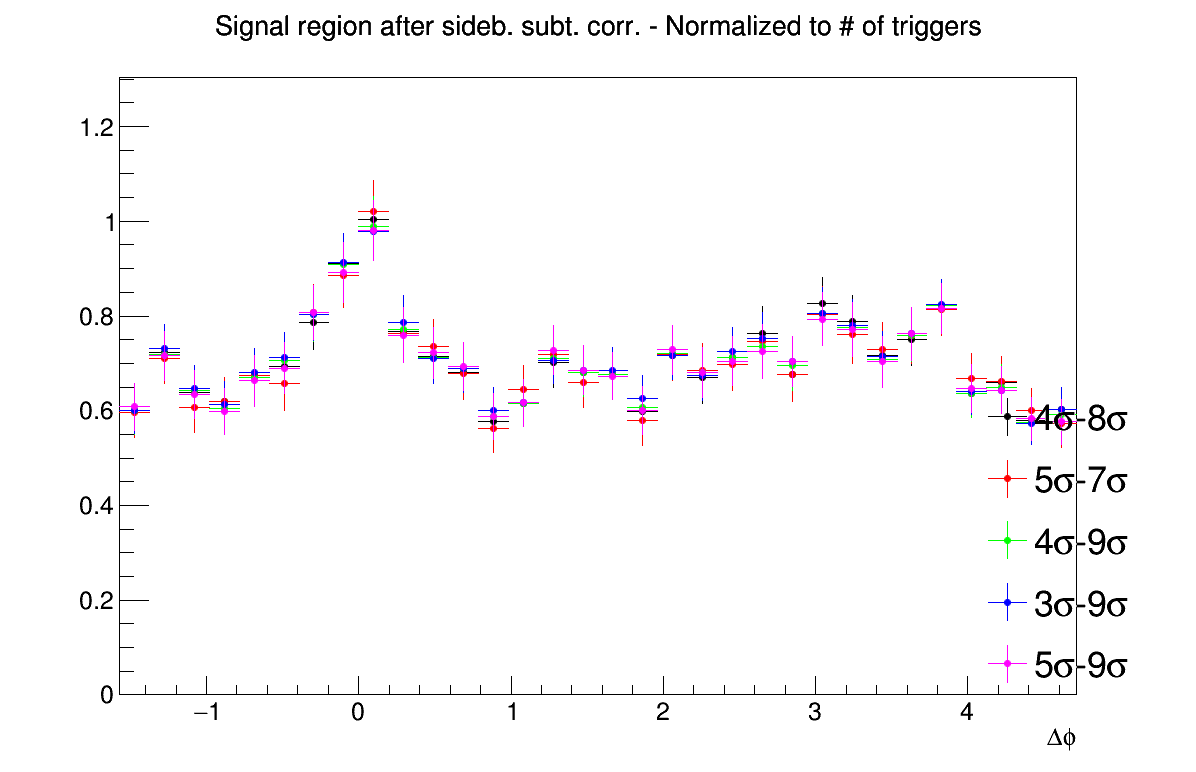 Signal region after sideb. subt. corr. - Normalized to # of triggers
1.2
1
0.8
0.6
0.4
0.2
0
4σ-8σ
5σ-7σ
4σ-9σ
3σ-9σ
5σ-9σ
−1 0 1 2 3 4
Δϕ